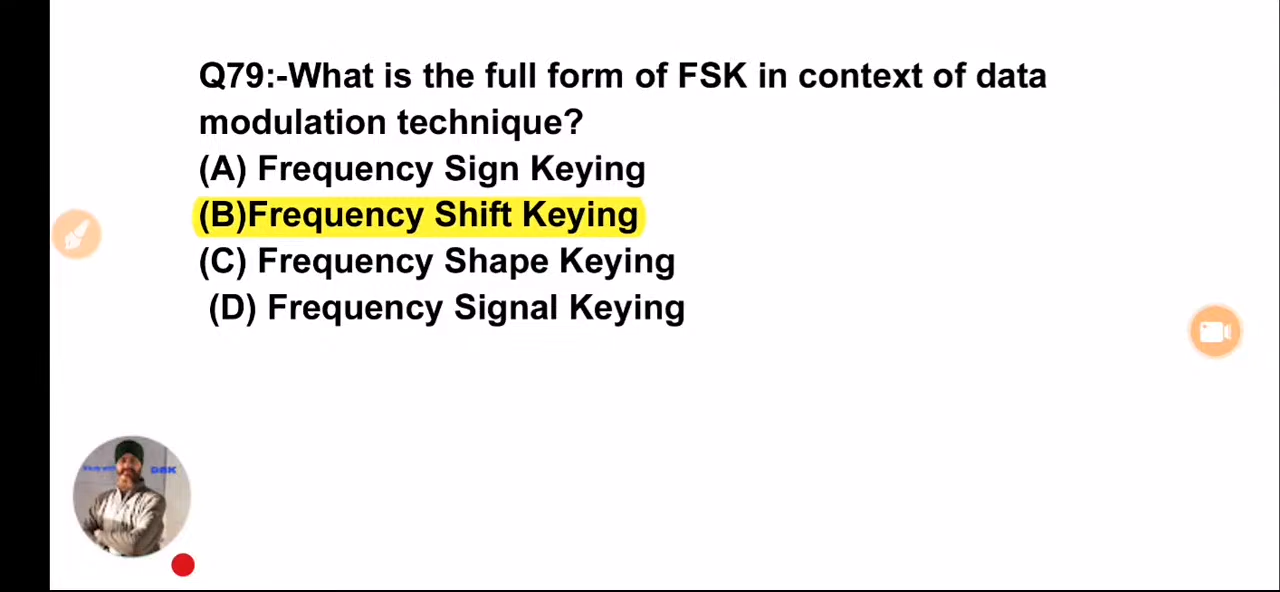 Q79:-What is the full form of FSK in context of data
modulation technique?
(A) Frequency Sign Keying
(B)Frequency Shift Keying
(C) Frequency Shape Keying
(D) Frequency Signal Keying
DSK